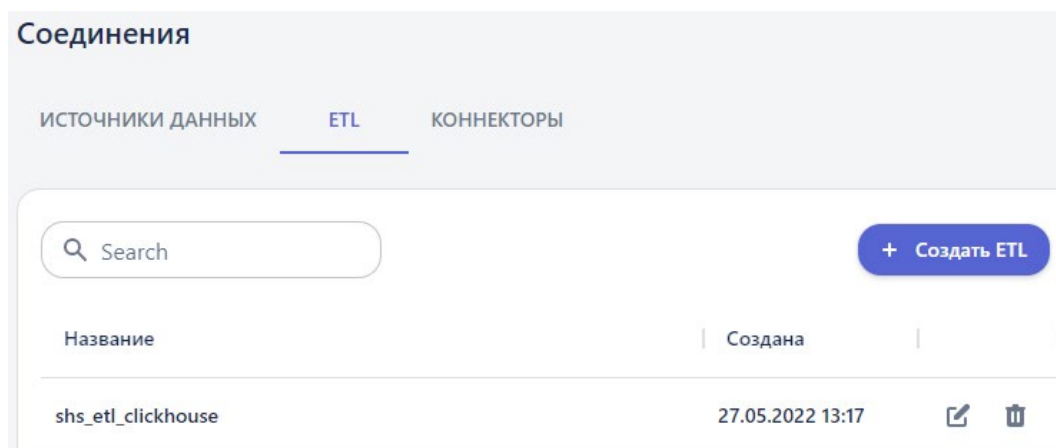 Соединения
ИСТОЧНИКИ ДАННЫХ ETL КОННЕКТОРЫ
Search + Создать ETL
Название Создана
shs_etl_clickhouse 27.05.2022 13:17